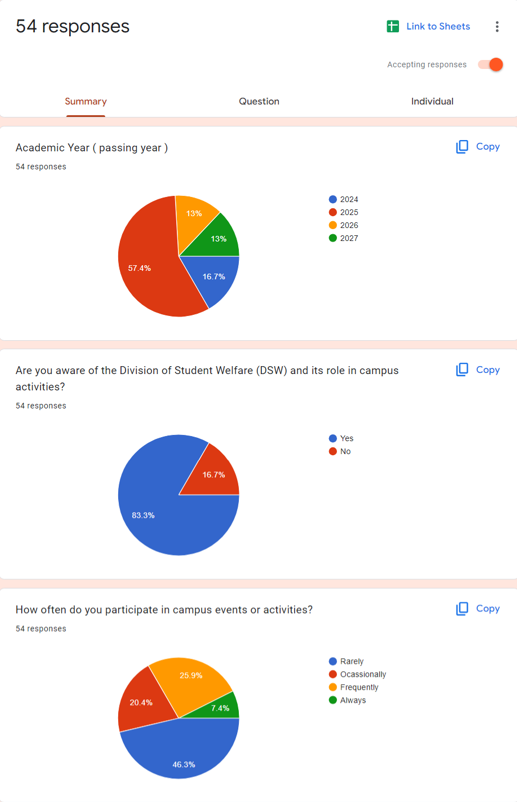 54 responses
Link to Sheets
Accepting responses
Summary
Question
Individual
Academic Year ( passing year )
Copy
54 responses
13%
13%
57.4%
16.7%
2024
2025
2026
2027
Are you aware of the Division of Student Welfare (DSW) and its role in campus
activities?
Copy
54 responses
16.7%
83.3%
Yes
No
How often do you participate in campus events or activities?
Copy
54 responses
25.9%
20.4%
7.4%
46.3%
Rarely
Ocassionally
Frequently
Always